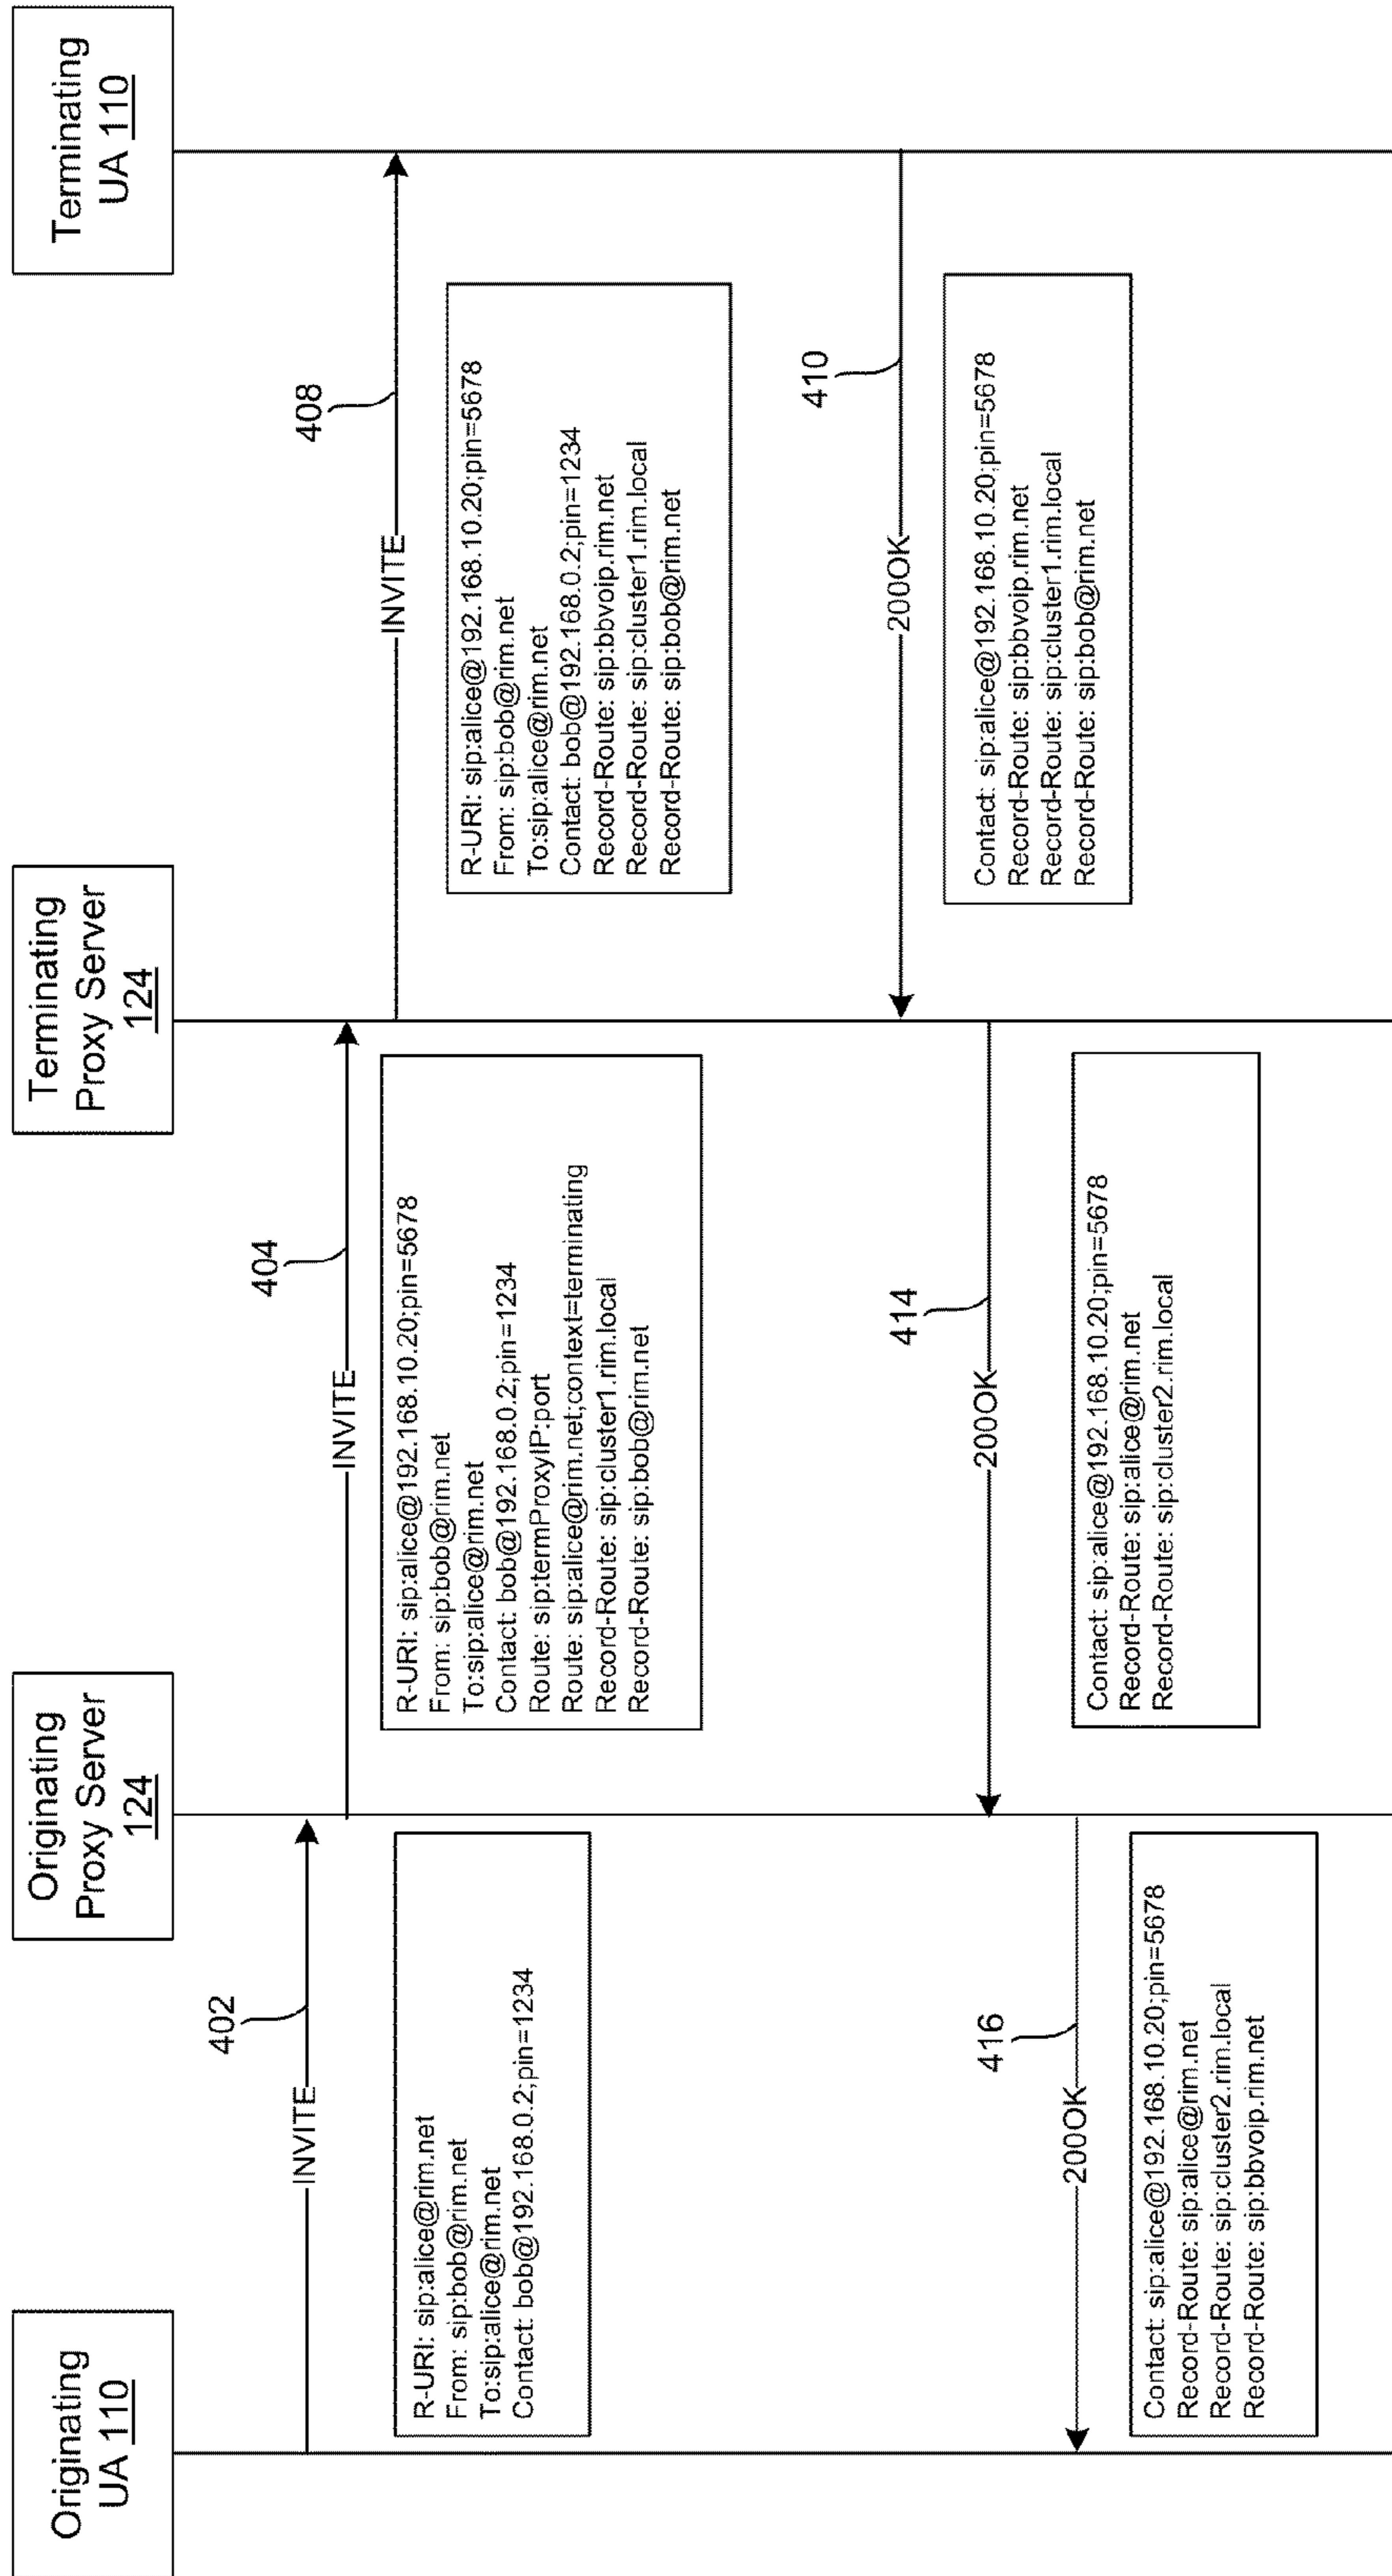 Originating
UA 110
Originating
Proxy Server
124
Terminating
Proxy Server
124
Terminating
UA 110
402
INVITE
R-URI: sip:alice@rim.net
From: sip:bob@rim.net
To:sip:alice@rim.net
Contact: bob@192.168.0.2;pin=1234
404
INVITE
R-URI: sip:alice@192.168.10.20;pin=5678
From: sip:bob@rim.net
To:sip:alice@rim.net
Contact: bob@192.168.0.2;pin=1234
Route: sip:termProxyIP:port
Route: sip:alice@rim.net;context=terminating
Record-Route: sip:cluster1.rim.local
Record-Route: sip:bob@rim.net
408
INVITE
R-URI: sip:alice@192.168.10.20;pin=5678
From: sip:bob@rim.net
To:sip:alice@rim.net
Contact: bob@192.168.0.2;pin=1234
Record-Route: sip:bbvoip.rim.net
Record-Route: sip:cluster1.rim.local
Record-Route: sip:bob@rim.net
410
200OK
Contact: sip:alice@192.168.10.20;pin=5678
Record-Route: sip:bbvoip.rim.net
Record-Route: sip:cluster1.rim.local
Record-Route: sip:bob@rim.net
414
200OK
Contact: sip:alice@192.168.10.20;pin=5678
Record-Route: sip:alice@rim.net
Record-Route: sip:cluster2.rim.local
416
200OK
Contact: sip:alice@192.168.10.20;pin=5678
Record-Route: sip:alice@rim.net
Record-Route: sip:cluster2.rim.local
Record-Route: sip:bbvoip.rim.net